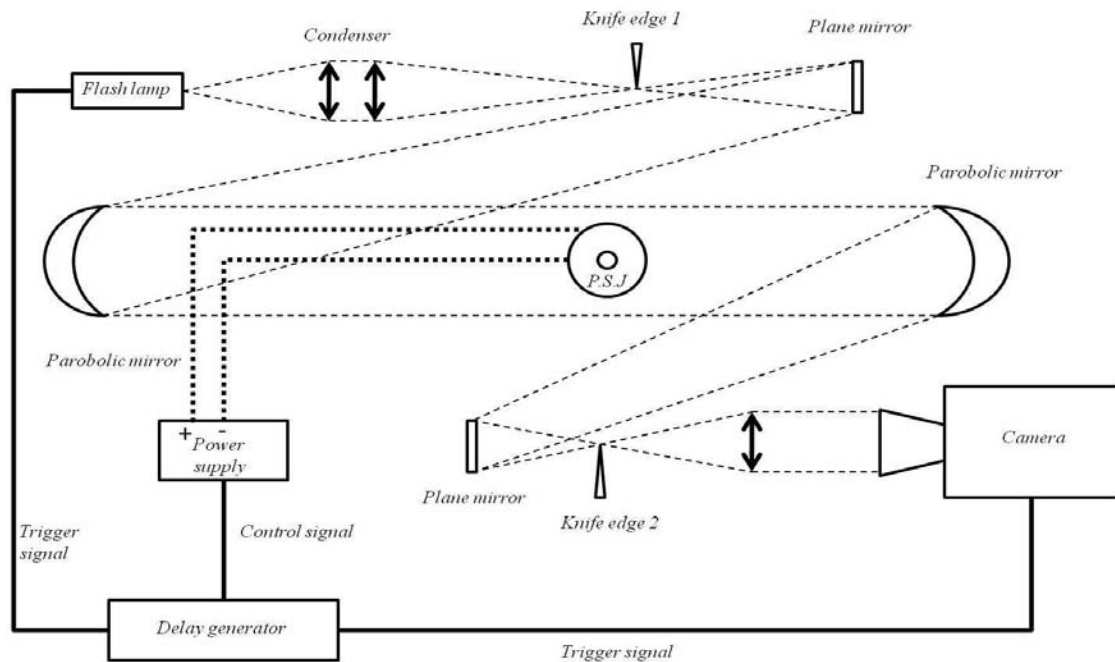 Knife edge 1
Plane mirror
Condenser
Flash lamp
Parobolic mirror
P.S.J
Parobolic mirror
+ -
Power
supply
Camera
Plane mirror
Knife edge 2
Trigger
signal
Control signal
Delay generator
Trigger signal